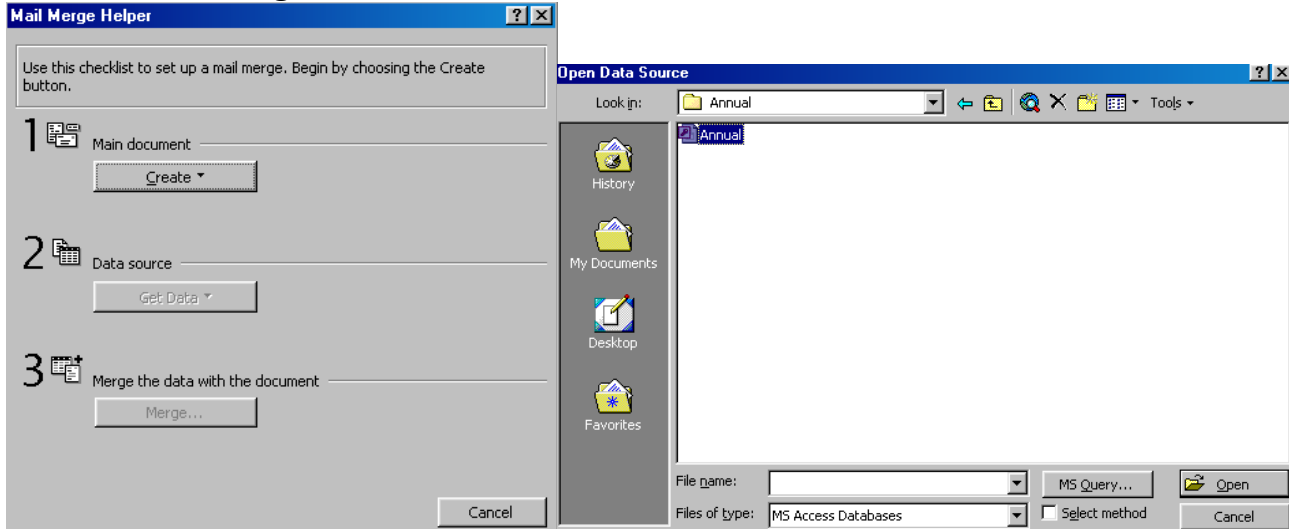 Mail Merge Helper
Use this checklist to set up a mail merge. Begin by choosing the Create
button.
1
Main document
Create
2
Data source
Get Data
3
Merge the data with the document
Merge...
Cancel
Open Data Source
Look in:
Annual
Tools
Annual
History
My Documents
Desktop
Favorites
File name:
MS Query...
Open
Files of type:
MS Access Databases
Select method
Cancel